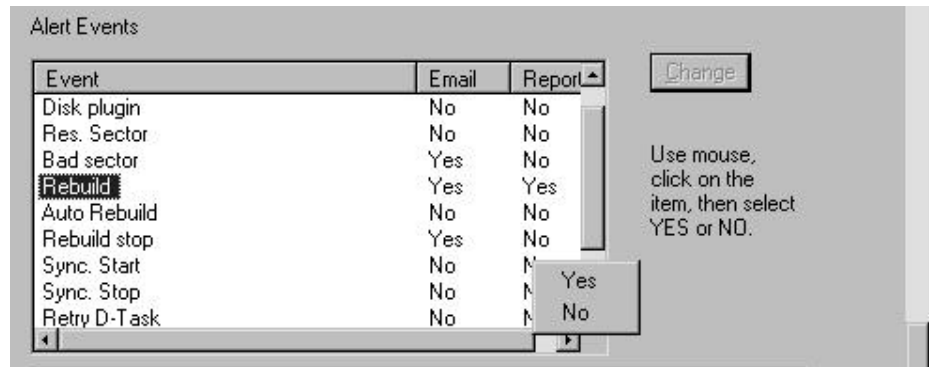 Alert Events
Event Email Report
Disk plugin No No
Res. Sector No No
Bad sector Yes No
Rebuild Yes Yes
Auto Rebuild No No
Rebuild stop Yes No
Sync. Start No
Sync. Stop No
Retry D-Task No
Yes
No
Change
Use mouse,
click on the
item, then select
YES or NO.